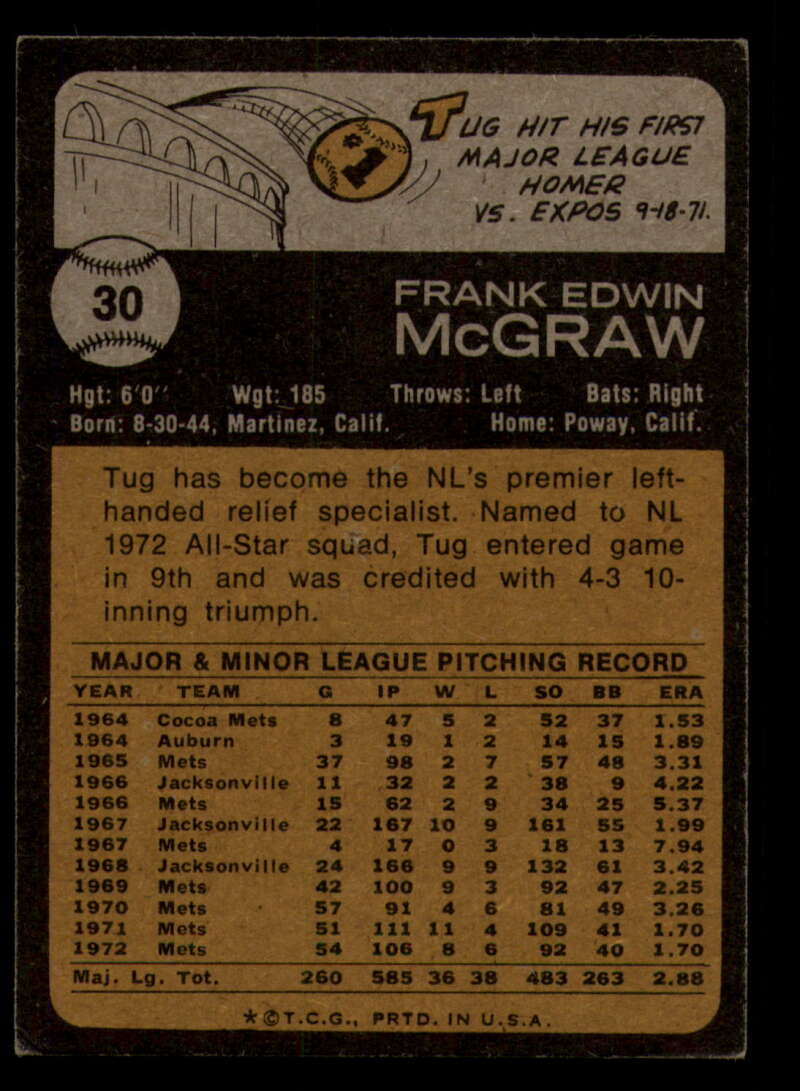 TUG HIT HIS FIRST
MAJOR LEAGUE
HOMER
VS. EXPOS 9-18-71.
1
30
FRANK EDWIN
McGRAW
Hgt: 6'0" Wgt: 185 Throws: Left Bats: Right
Born: 8-30-44, Martinez, Calif. Home: Poway, Calif.
Tug has become the NL's premier left-
handed relief specialist. Named to NL
1972 All-Star squad, Tug entered game
in 9th and was credited with 4-3 10-
inning triumph.
MAJOR & MINOR LEAGUE PITCHING RECORD
YEAR TEAM G IP W L SO BB ERA
1964 Cocoa Mets 8 47 5 2 52 37 1.53
1964 Auburn 3 19 1 2 14 15 1.89
1965 Mets 37 98 2 7 57 48 3.31
1966 Jacksonville 11 32 2 2 38 9 4.22
1966 Mets 15 62 2 9 34 25 5.37
1967 Jacksonville 22 167 10 9 161 55 1.99
1967 Mets 4 17 0 3 18 13 7.94
1968 Jacksonville 24 166 9 9 132 61 3.42
1969 Mets 42 100 9 3 92 47 2.25
1970 Mets 57 91 4 6 81 49 3.26
1971 Mets 51 111 11 4 109 41 1.70
1972 Mets 54 106 8 6 92 40 1.70
Maj. Lg. Tot. 260 585 36 38 483 263 2.88
*©T.C.G., PRTD. IN U.S.A.